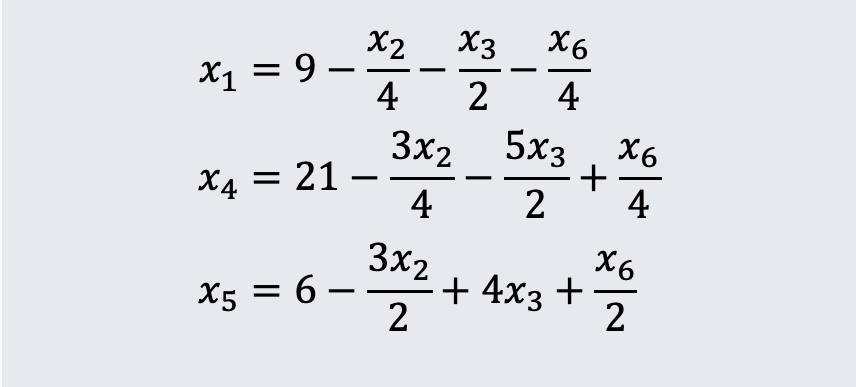 x₁ = 9 − x₂/4 − x₃/2 − x₆/4
x₄ = 21 − 3x₂/4 − 5x₃/2 + x₆/4
x₅ = 6 − 3x₂/2 + 4x₃ + x₆/2